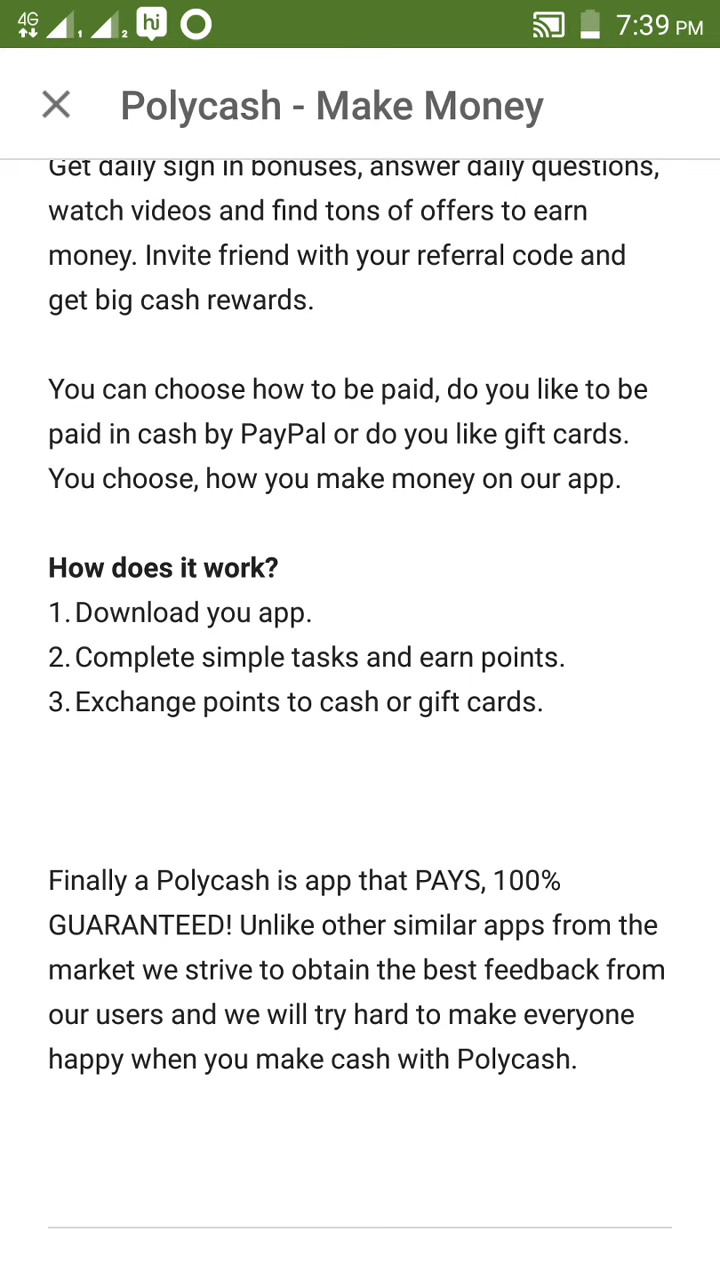 4G 1 2 hj 7:39 PM
Polycash - Make Money
Get daily sign in bonuses, answer daily questions,
watch videos and find tons of offers to earn
money. Invite friend with your referral code and
get big cash rewards.
You can choose how to be paid, do you like to be
paid in cash by PayPal or do you like gift cards.
You choose, how you make money on our app.
How does it work?
1. Download you app.
2. Complete simple tasks and earn points.
3. Exchange points to cash or gift cards.
Finally a Polycash is app that PAYS, 100%
GUARANTEED! Unlike other similar apps from the
market we strive to obtain the best feedback from
our users and we will try hard to make everyone
happy when you make cash with Polycash.